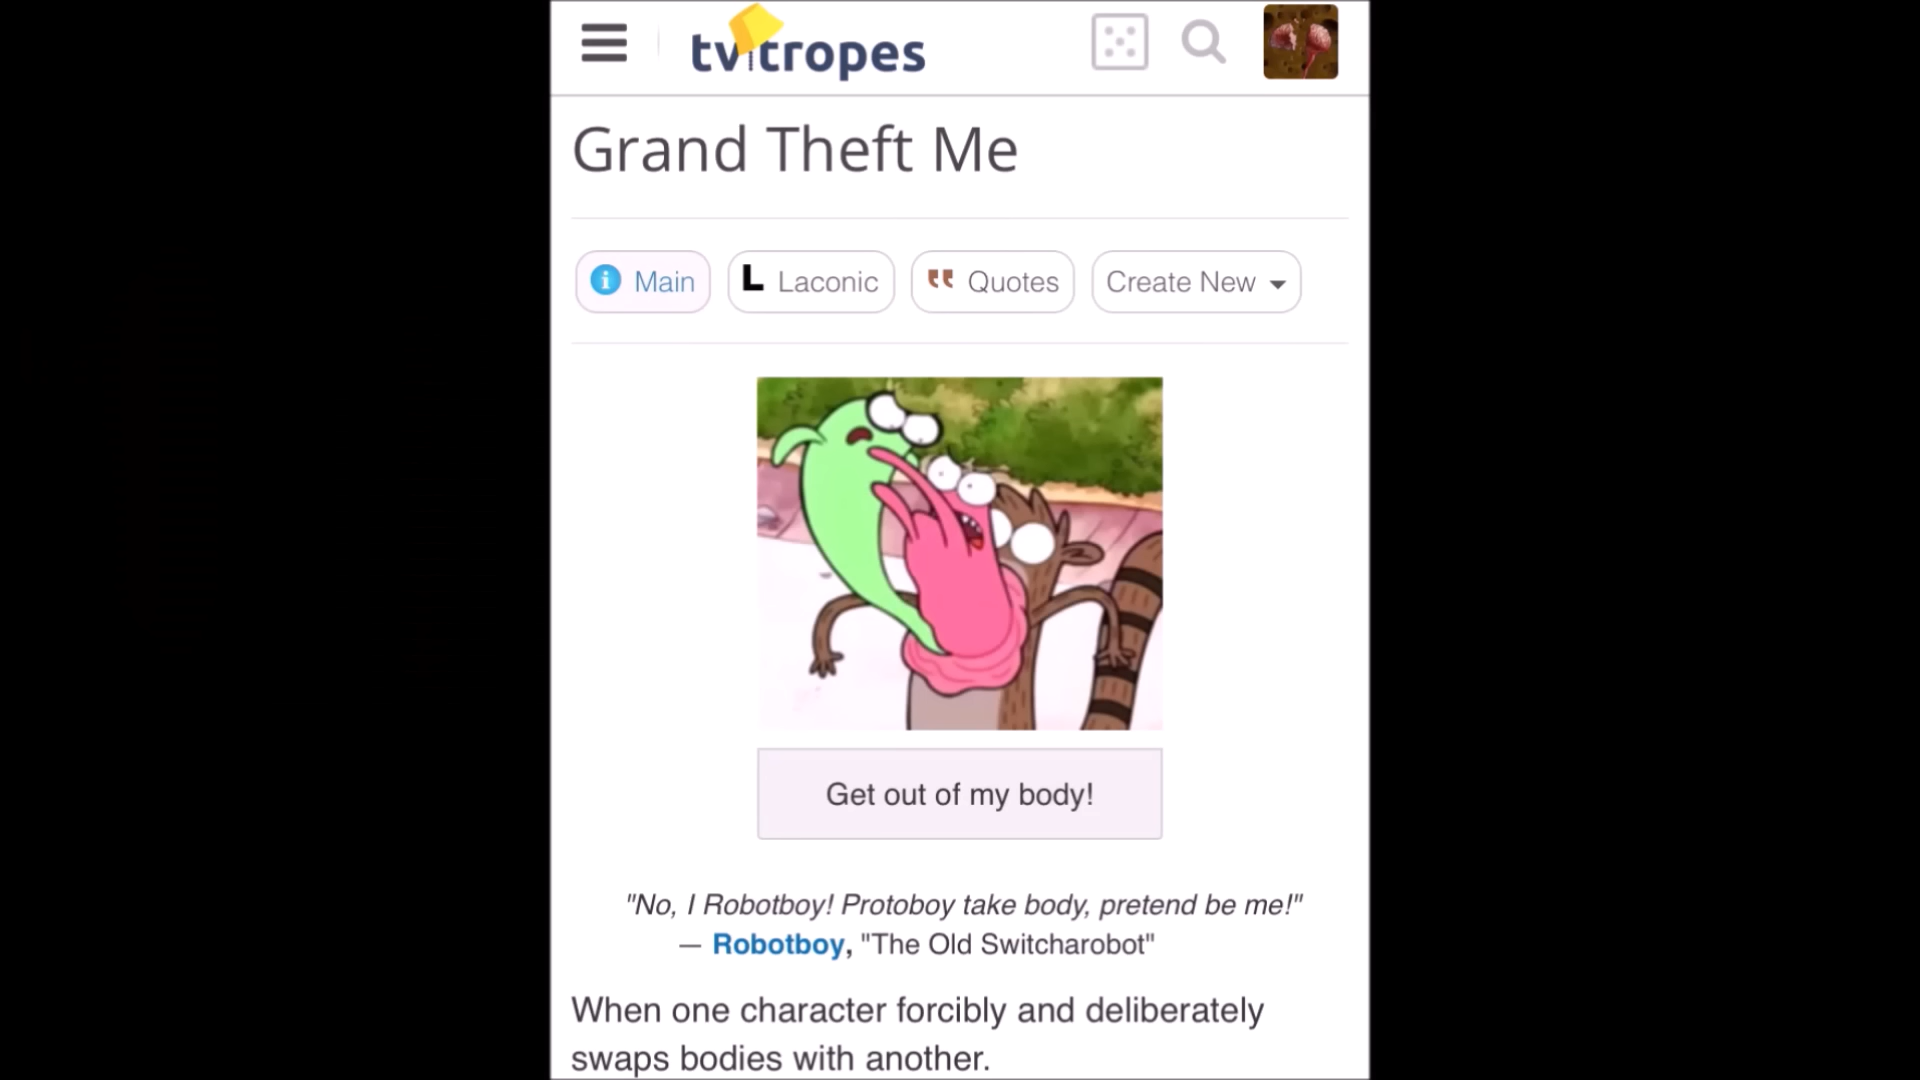 tvtropes
Grand Theft Me
Main
L Laconic
Quotes
Create New
Get out of my body!
"No, I Robotboy! Protoboy take body, pretend be me!"
— Robotboy, "The Old Switcharobot"
When one character forcibly and deliberately
swaps bodies with another.